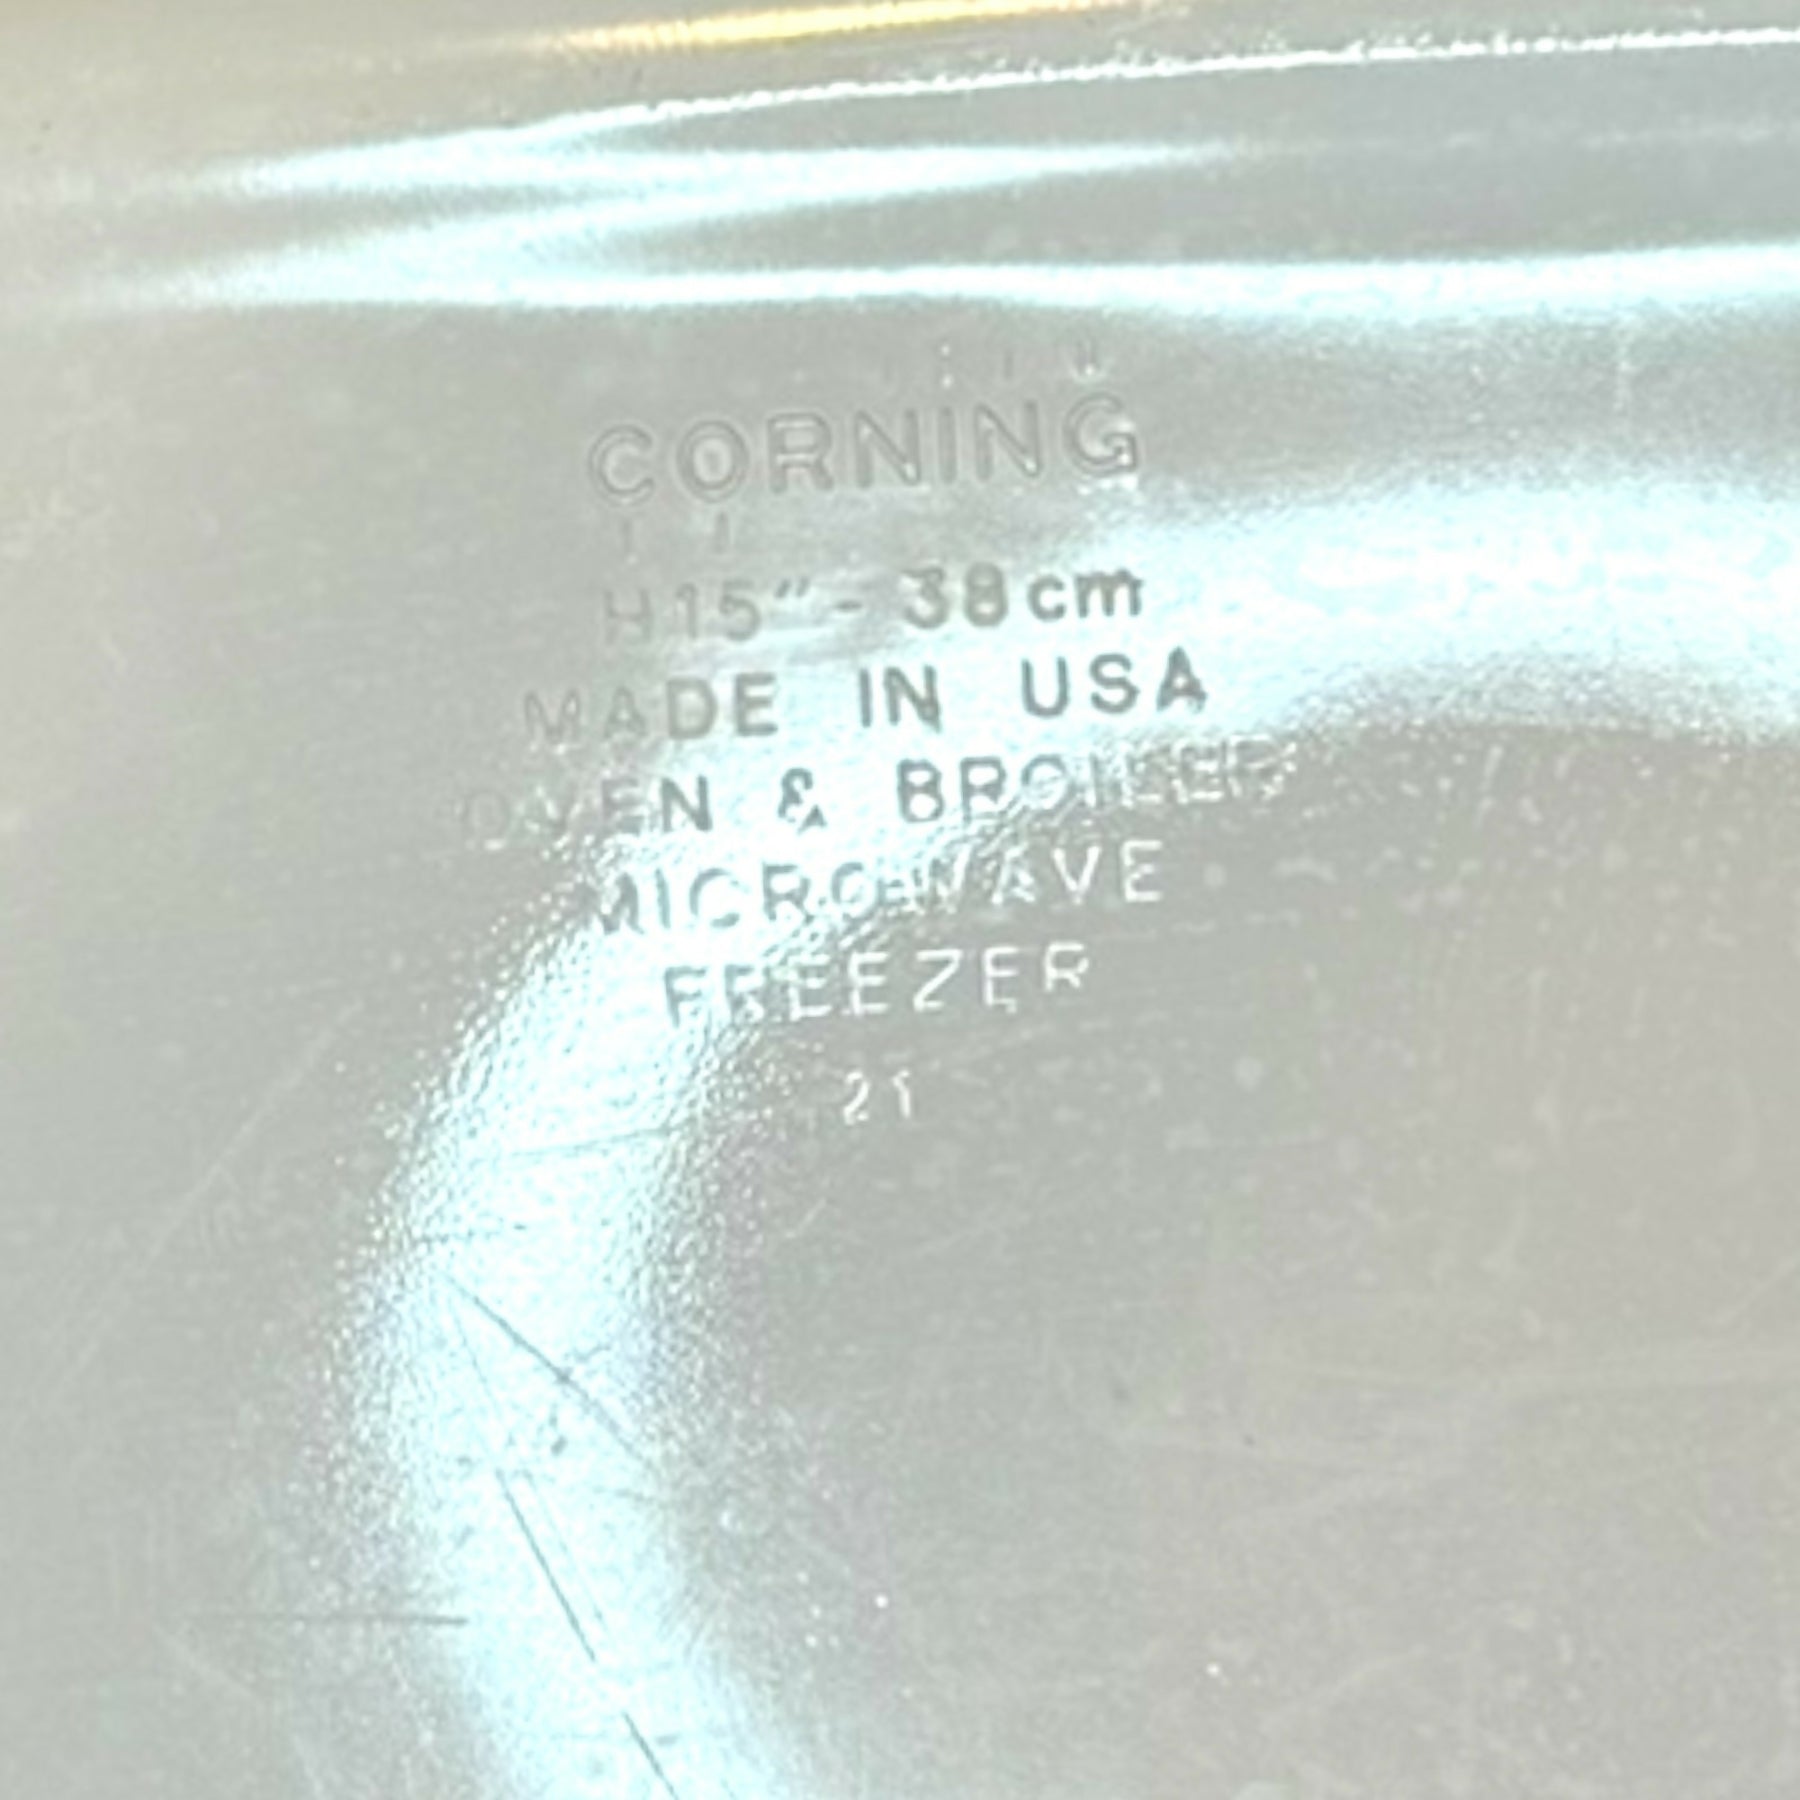 CORNING
H15" - 38cm
MADE IN USA
OVEN & BROILER
MICROWAVE
FREEZER
21